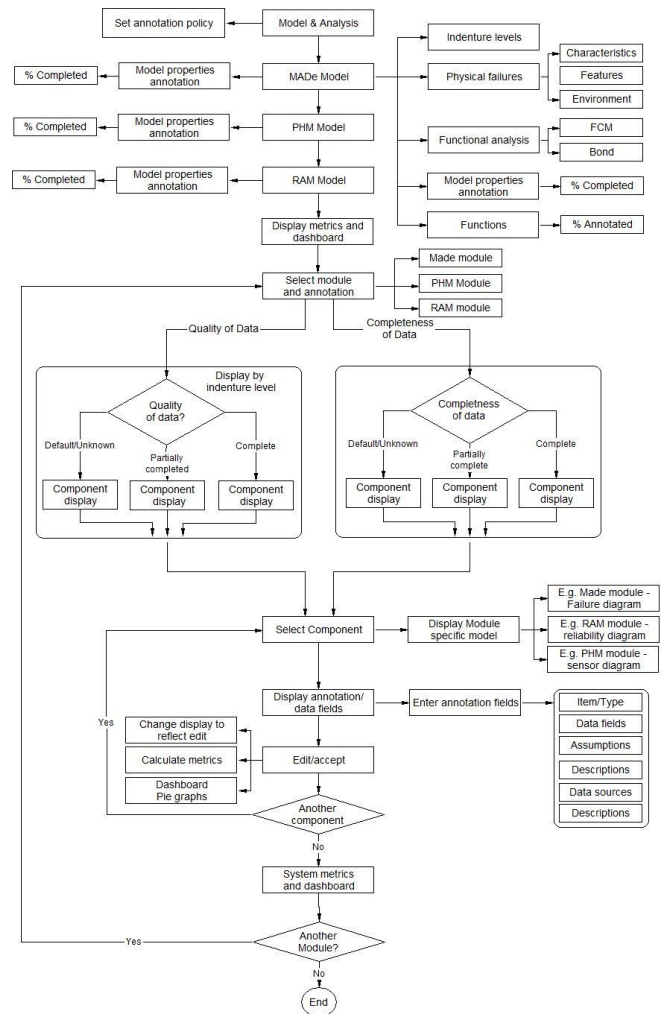 Set annotation policy
Model & Analysis
Indenture levels
Characteristics
% Completed
Model properties
annotation
MADe Model
Physical failures
Features
Environment
% Completed
Model properties
annotation
PHM Model
FCM
Functional analysis
Bond
% Completed
Model properties
annotation
RAM Model
Model properties
annotation
% Completed
Display metrics and
dashboard
Functions
% Annotated
Made module
Select module
and annotation
PHM Module
RAM module
Quality of Data
Completeness
of Data
Display by
indenture level
Quality
of data?
Default/Unknown
Partially
completed
Complete
Component
display
Component
display
Component
display
Completness
of data
Default/Unknown
Partially
complete
Complete
Component
display
Component
display
Component
display
Select Component
Display Module
specific model
E.g. Made module -
Failure diagram
E.g. RAM module -
reliability diagram
E.g. PHM module -
sensor diagram
Display annotation/
data fields
Enter annotation fields
Item/Type
Data fields
Assumptions
Descriptions
Data sources
Descriptions
Yes
Change display to
reflect edit
Calculate metrics
Edit/accept
Dashboard
Pie graphs
Another
component
No
System metrics
and dashboard
Yes
Another
Module?
No
End